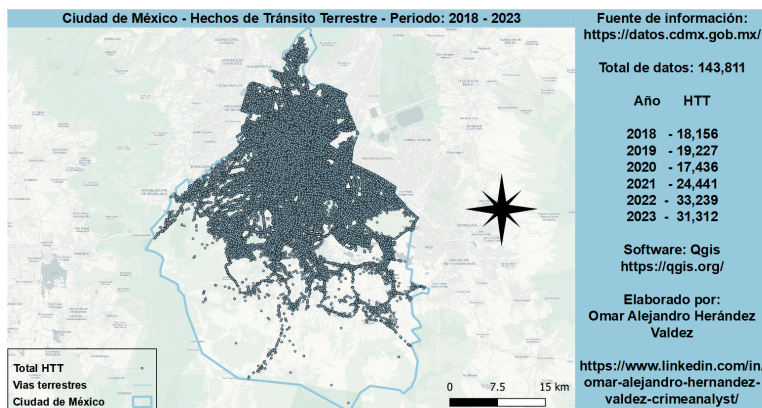 Ciudad de México - Hechos de Tránsito Terrestre - Periodo: 2018 - 2023
Total HTT
Vias terrestres
Ciudad de México
0 7.5 15 km
Fuente de información:
https://datos.cdmx.gob.mx/
Total de datos: 143,811
Año HTT
2018 - 18,156
2019 - 19,227
2020 - 17,436
2021 - 24,441
2022 - 33,239
2023 - 31,312
Software: Qgis
https://qgis.org/
Elaborado por:
Omar Alejandro Herández
Valdez
https://www.linkedin.com/in/
omar-alejandro-hernandez-
valdez-crimeanalyst/